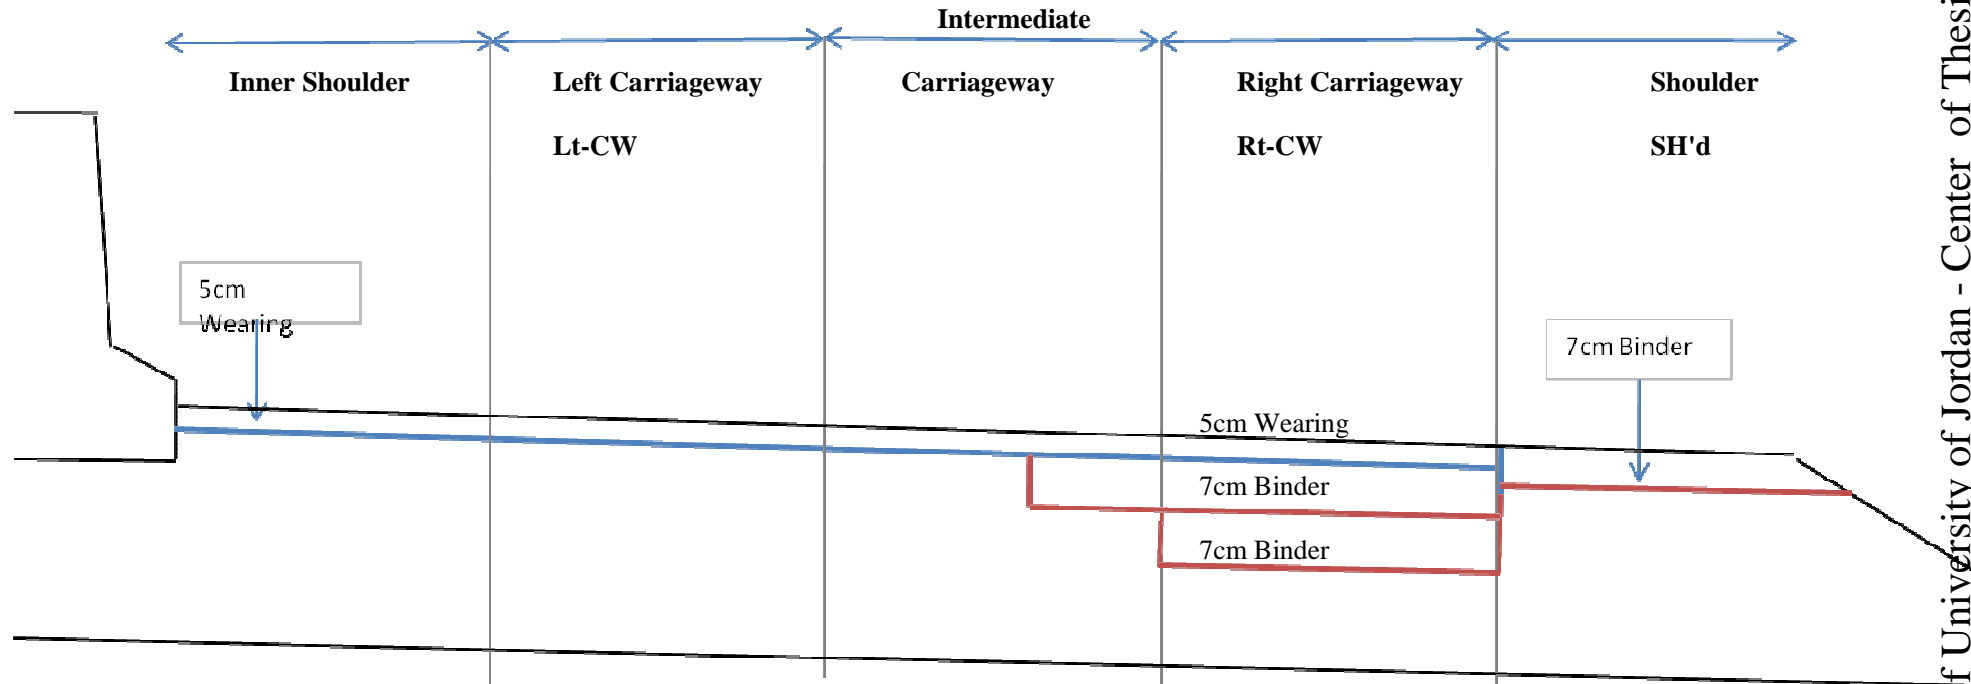 Intermediate
Inner Shoulder
Left Carriageway
Carriageway
Right Carriageway
Shoulder
Lt-CW
Rt-CW
SH'd
5cm
Wearing
7cm Binder
5cm Wearing
7cm Binder
7cm Binder
University of Jordan - Center of